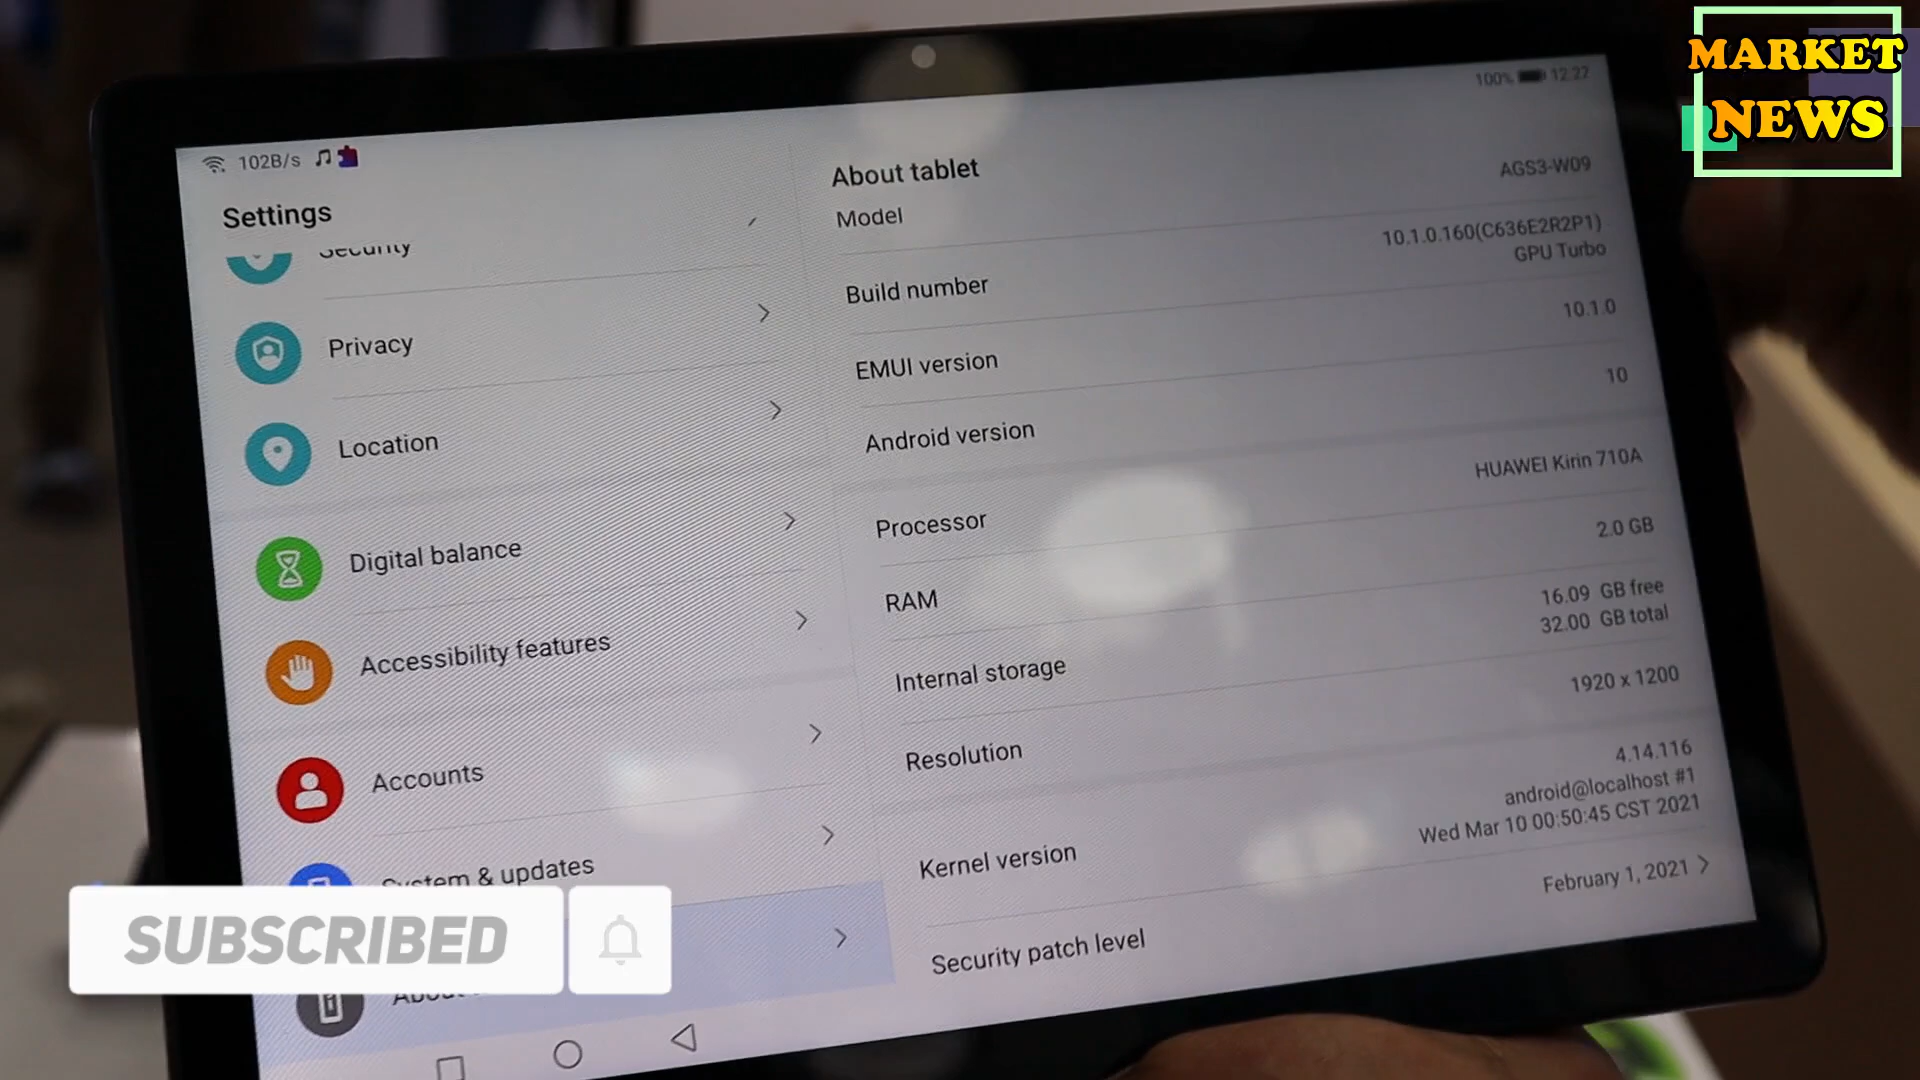 MARKET
NEWS
102B/s
100% 12:27
Settings
Security
Privacy
Location
Digital balance
Accessibility features
Accounts
System & updates
About
SUBSCRIBED
About tablet
Model
AGS3-W09
Build number
10.1.0.160(C636E2R2P1)
GPU Turbo
EMUI version
10.1.0
Android version
10
Processor
HUAWEI Kirin 710A
RAM
2.0 GB
Internal storage
16.09 GB free
32.00 GB total
Resolution
1920 x 1200
Kernel version
4.14.116
android@localhost #1
Wed Mar 10 00:50:45 CST 2021
Security patch level
February 1, 2021